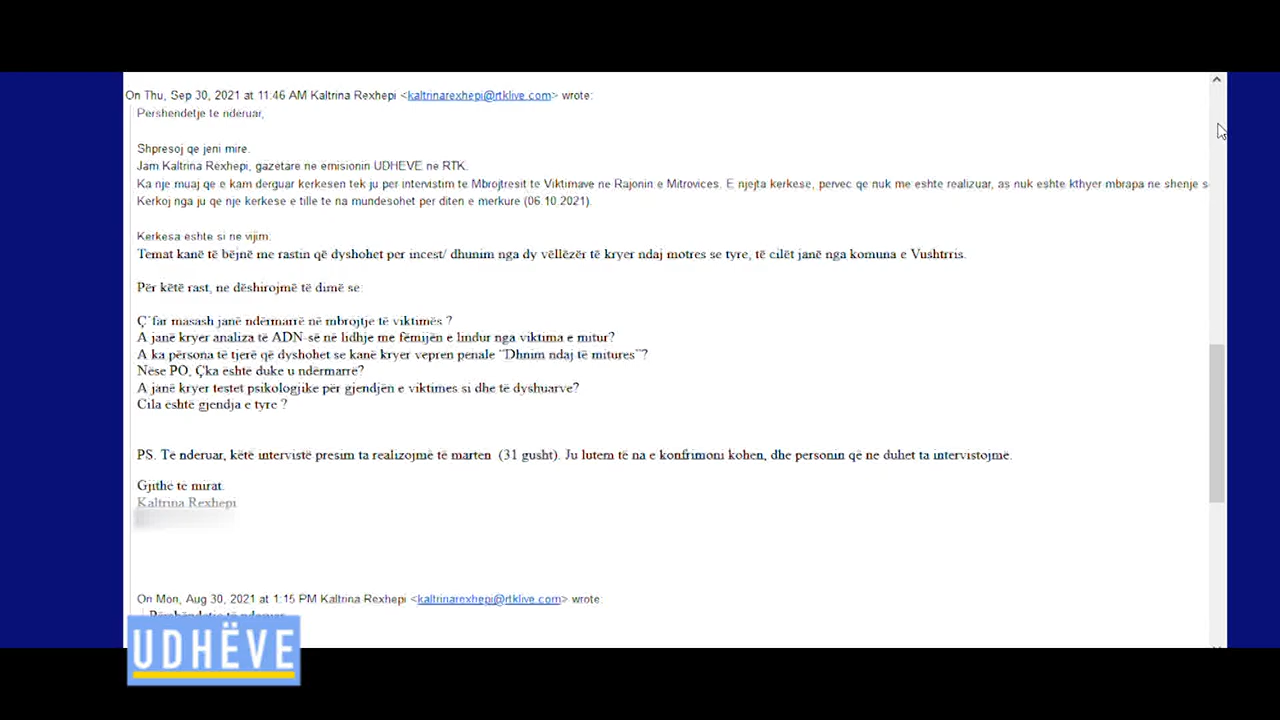 On Thu, Sep 30, 2021 at 11:46 AM Kaltrina Rexhepi <kaltrinarexhepi@rtklive.com> wrote:
Pershendetje te nderuar,
Shpresoj qe jeni mire.
Jam Kaltrina Rexhepi, gazetare ne emisionin UDHEVE ne RTK.
Ka nje muaj qe e kam derguar kerkesen tek ju per intervistim te Mbrojtresit te Viktimave ne Rajonin e Mitrovices. E njejta kerkese, pervec qe nuk me eshte realizuar, as nuk eshte kthyer mbrapa ne shenje s
Kerkoj nga ju qe nje kerkese e tille te na mundesohet per diten e merkure (06.10.2021).
Kerkesa eshte si ne vijim:
Temat kanë të bëjnë me rastin që dyshohet per incest/ dhunim nga dy vëllëzër të kryer ndaj motres se tyre, të cilët janë nga komuna e Vushtrris.
Për këtë rast, ne dëshirojmë të dimë se:
Ç`far masash janë ndërmarrë në mbrojtje të viktimës ?
A janë kryer analiza të ADN-së në lidhje me fëmijën e lindur nga viktima e mitur?
A ka persona të tjerë që dyshohet se kanë kryer vepren penale ¨Dhnim ndaj të mitures¨?
Nëse PO, Çka është duke u ndërmarrë?
A janë kryer testet psikologjike për gjendjën e viktimes si dhe të dyshuarve?
Cila është gjendja e tyre ?
PS. Të nderuar, këtë intervistë presim ta realizojmë të marten  (31 gusht). Ju lutem të na e konfrimoni kohen, dhe personin që ne duhet ta intervistojmë.
Gjithë të mirat.
Kaltrina Rexhepi
On Mon, Aug 30, 2021 at 1:15 PM Kaltrina Rexhepi <kaltrinarexhepi@rtklive.com> wrote:
UDHËVE